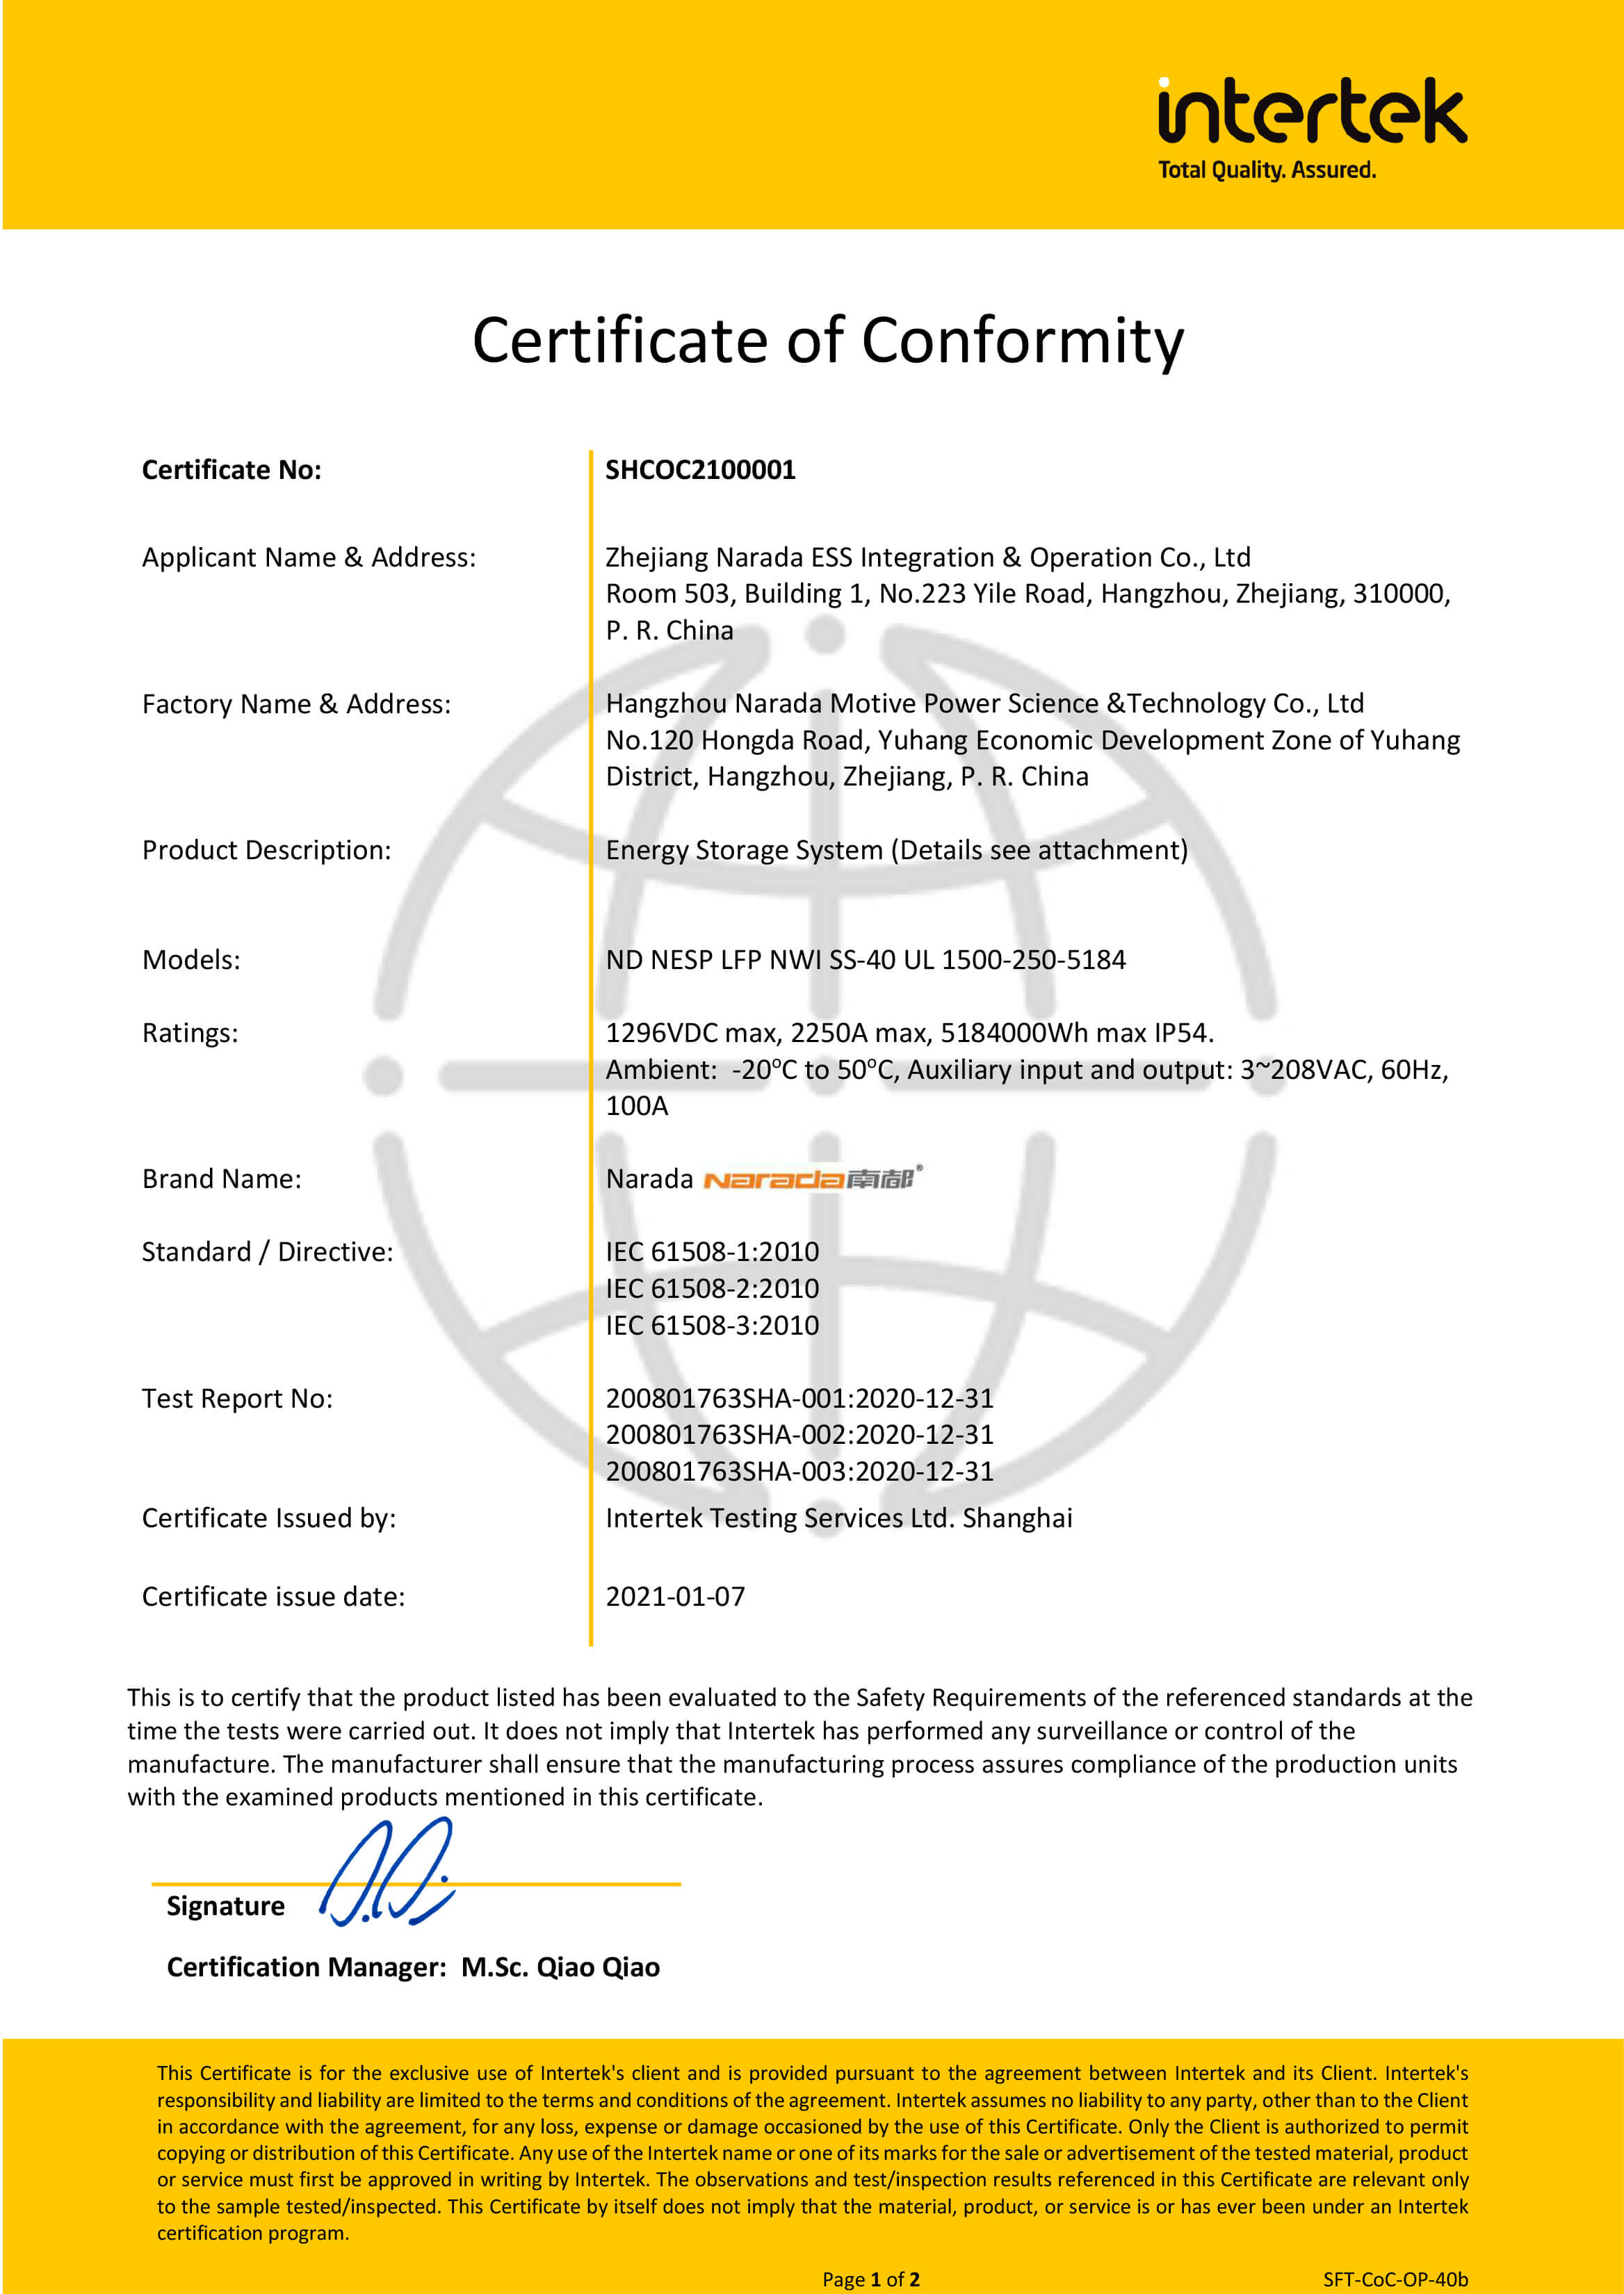 intertek
Total Quality. Assured.
Certificate of Conformity
Certificate No: SHCOC2100001
Applicant Name & Address: Zhejiang Narada ESS Integration & Operation Co., Ltd
Room 503, Building 1, No.223 Yile Road, Hangzhou, Zhejiang, 310000,
P. R. China
Factory Name & Address: Hangzhou Narada Motive Power Science &Technology Co., Ltd
No.120 Hongda Road, Yuhang Economic Development Zone of Yuhang
District, Hangzhou, Zhejiang, P. R. China
Product Description: Energy Storage System (Details see attachment)
Models: ND NESP LFP NWI SS-40 UL 1500-250-5184
Ratings: 1296VDC max, 2250A max, 5184000Wh max IP54.
Ambient: -20ºC to 50ºC, Auxiliary input and output: 3~208VAC, 60Hz,
100A
Brand Name: Narada Narada南都®
Standard / Directive: IEC 61508-1:2010
IEC 61508-2:2010
IEC 61508-3:2010
Test Report No: 200801763SHA-001:2020-12-31
200801763SHA-002:2020-12-31
200801763SHA-003:2020-12-31
Certificate Issued by: Intertek Testing Services Ltd. Shanghai
Certificate issue date: 2021-01-07
This is to certify that the product listed has been evaluated to the Safety Requirements of the referenced standards at the
time the tests were carried out. It does not imply that Intertek has performed any surveillance or control of the
manufacture. The manufacturer shall ensure that the manufacturing process assures compliance of the production units
with the examined products mentioned in this certificate.
Signature
Certification Manager: M.Sc. Qiao Qiao
This Certificate is for the exclusive use of Intertek's client and is provided pursuant to the agreement between Intertek and its Client. Intertek's
responsibility and liability are limited to the terms and conditions of the agreement. Intertek assumes no liability to any party, other than to the Client
in accordance with the agreement, for any loss, expense or damage occasioned by the use of this Certificate. Only the Client is authorized to permit
copying or distribution of this Certificate. Any use of the Intertek name or one of its marks for the sale or advertisement of the tested material, product
or service must first be approved in writing by Intertek. The observations and test/inspection results referenced in this Certificate are relevant only
to the sample tested/inspected. This Certificate by itself does not imply that the material, product, or service is or has ever been under an Intertek
certification program.
Page 1 of 2 SFT-CoC-OP-40b